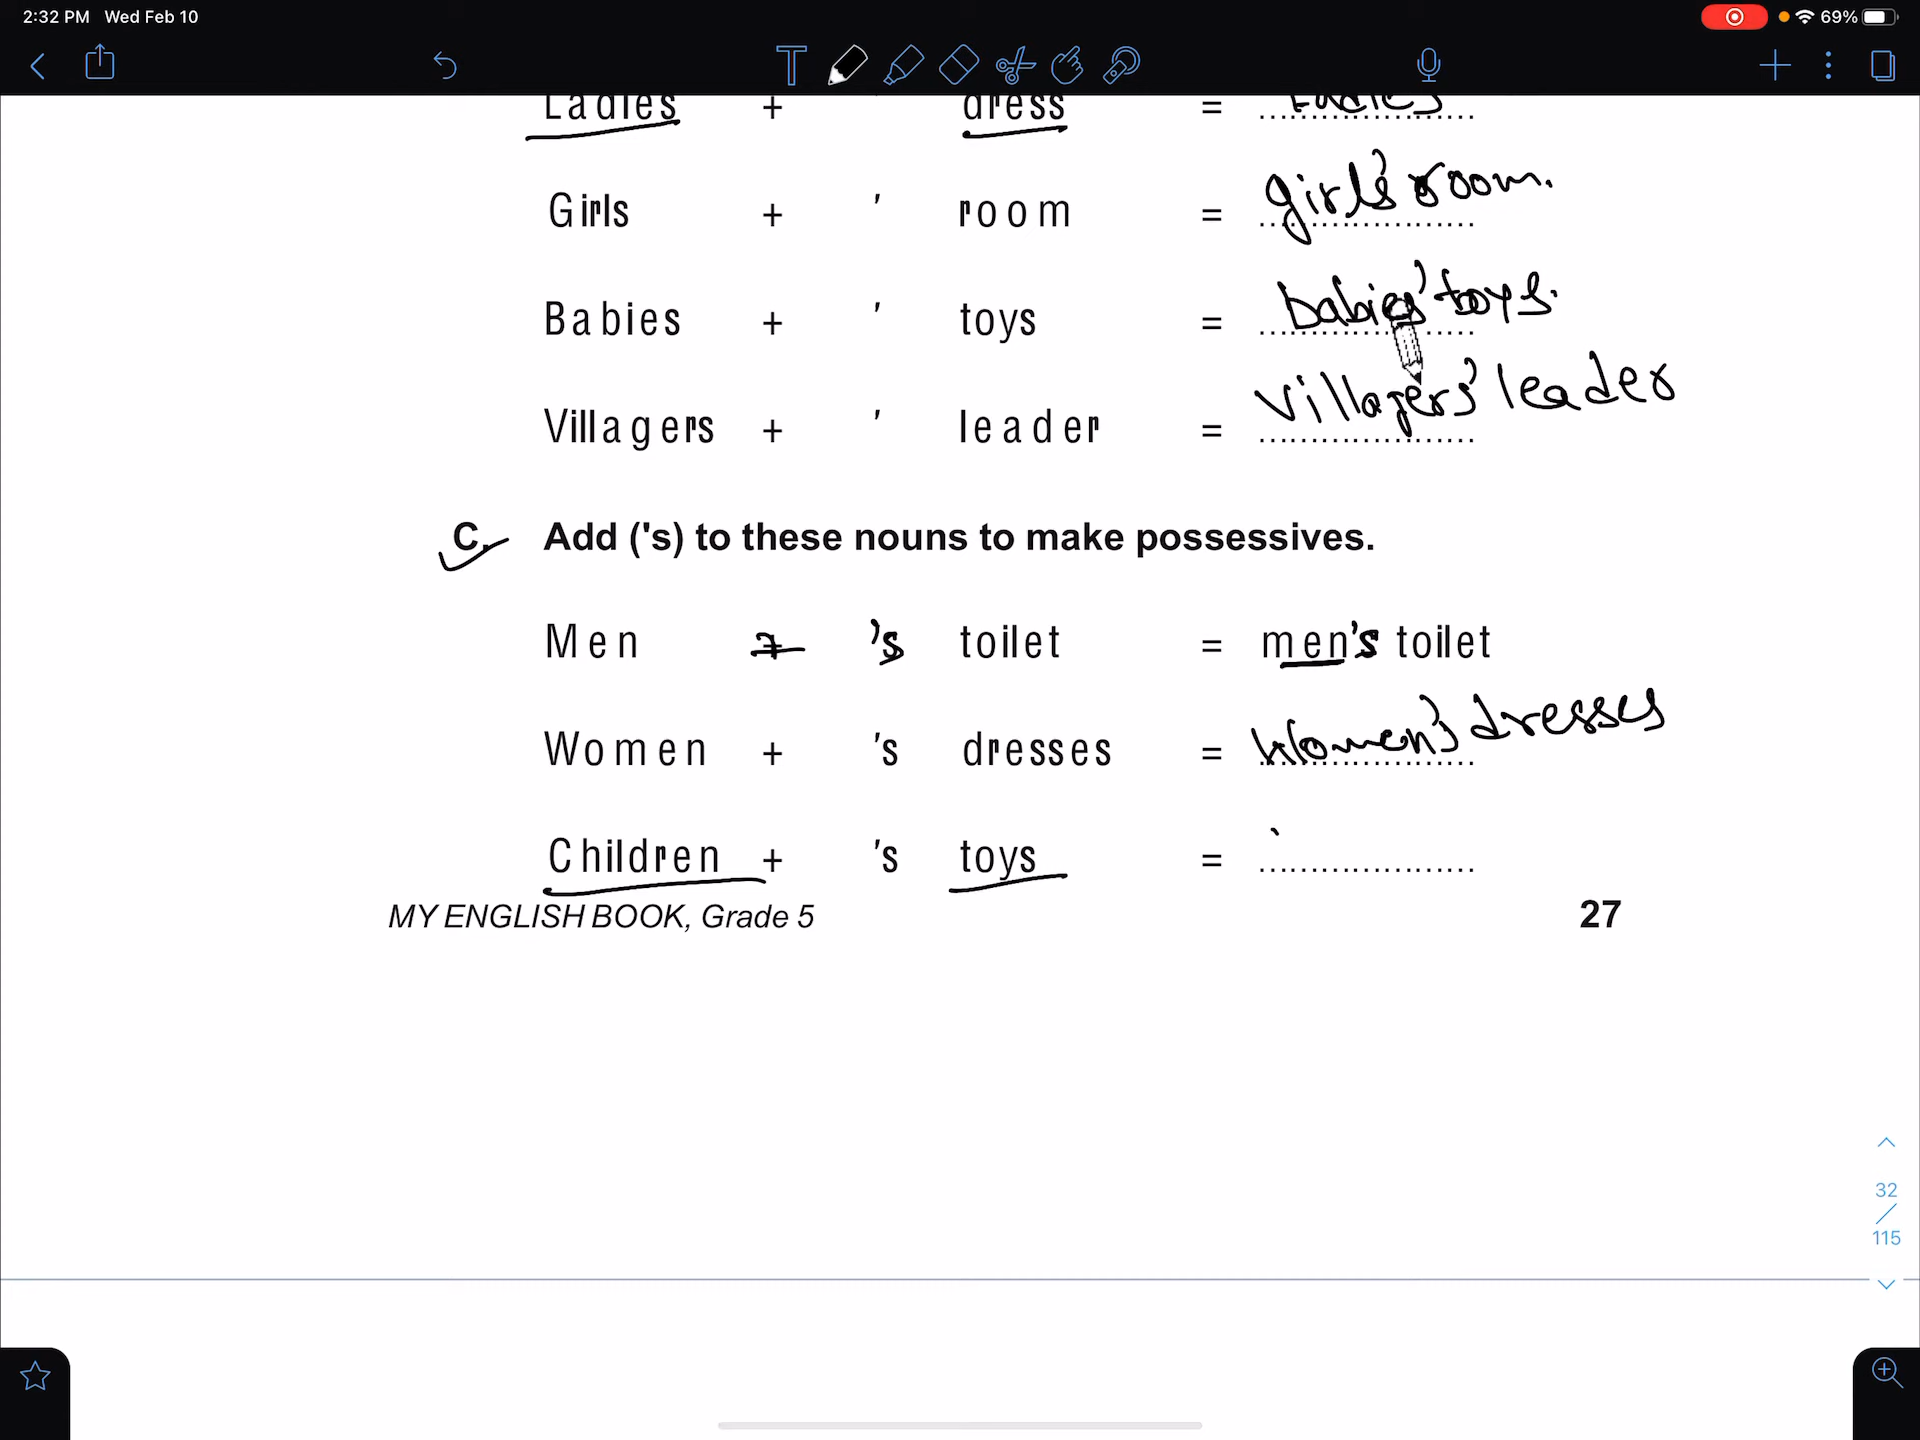 2:32 PM Wed Feb 10 69%
Ladies + ' dress =
Girls + ' room = girls' room.
Babies + ' toys = babies' toys.
Villagers + ' leader = Villagers' leader
C. Add ('s) to these nouns to make possessives.
Men + 's toilet = men's toilet
Women + 's dresses = Women's dresses
Children + 's toys = ....................
MY ENGLISH BOOK, Grade 5 27
32
/
115